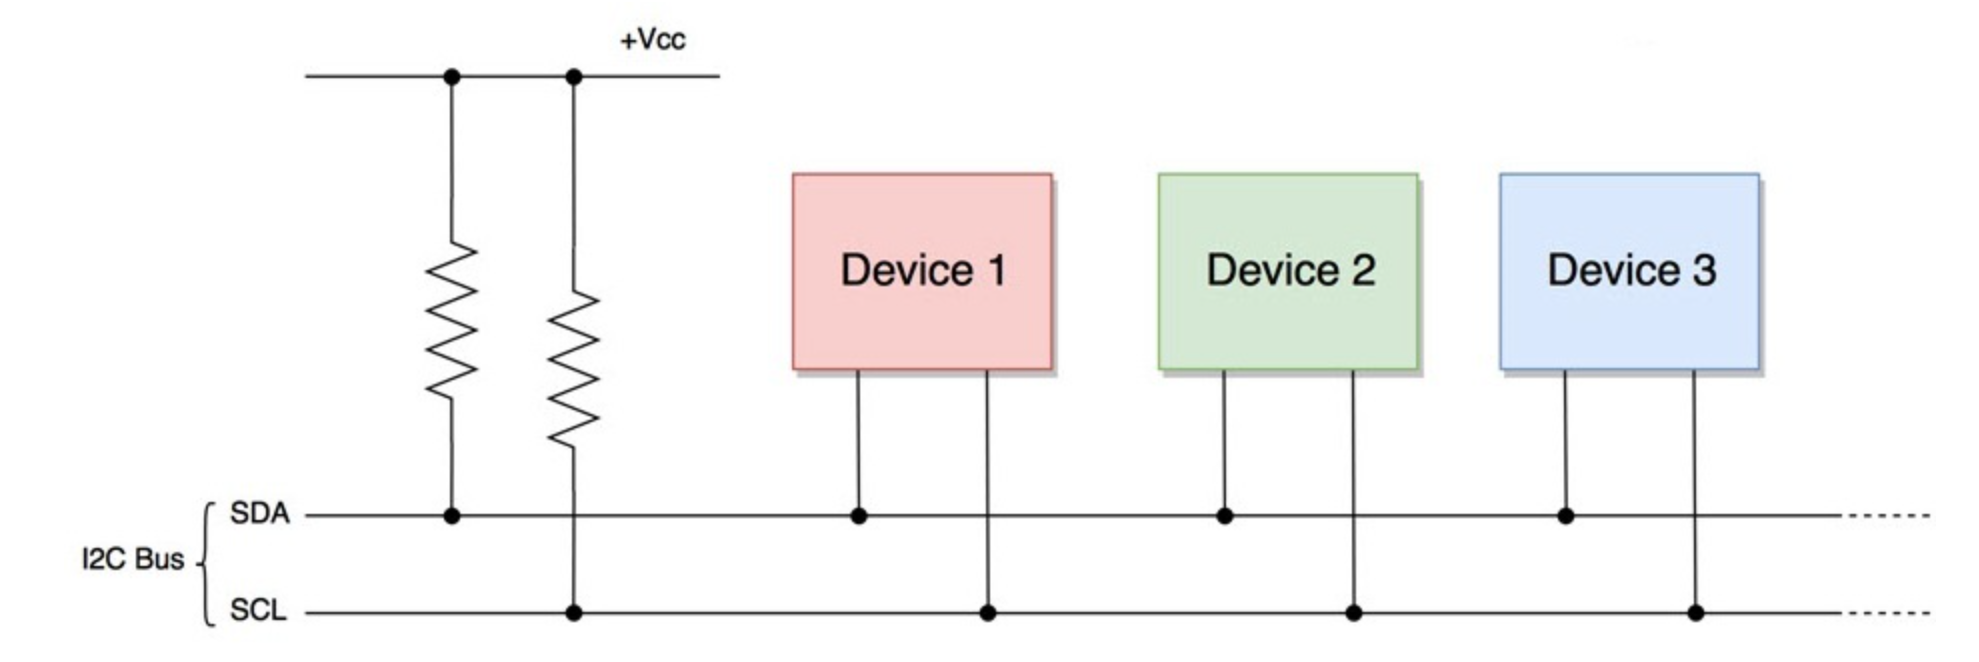 +Vcc
Device 1
Device 2
Device 3
SDA
I2C Bus
SCL